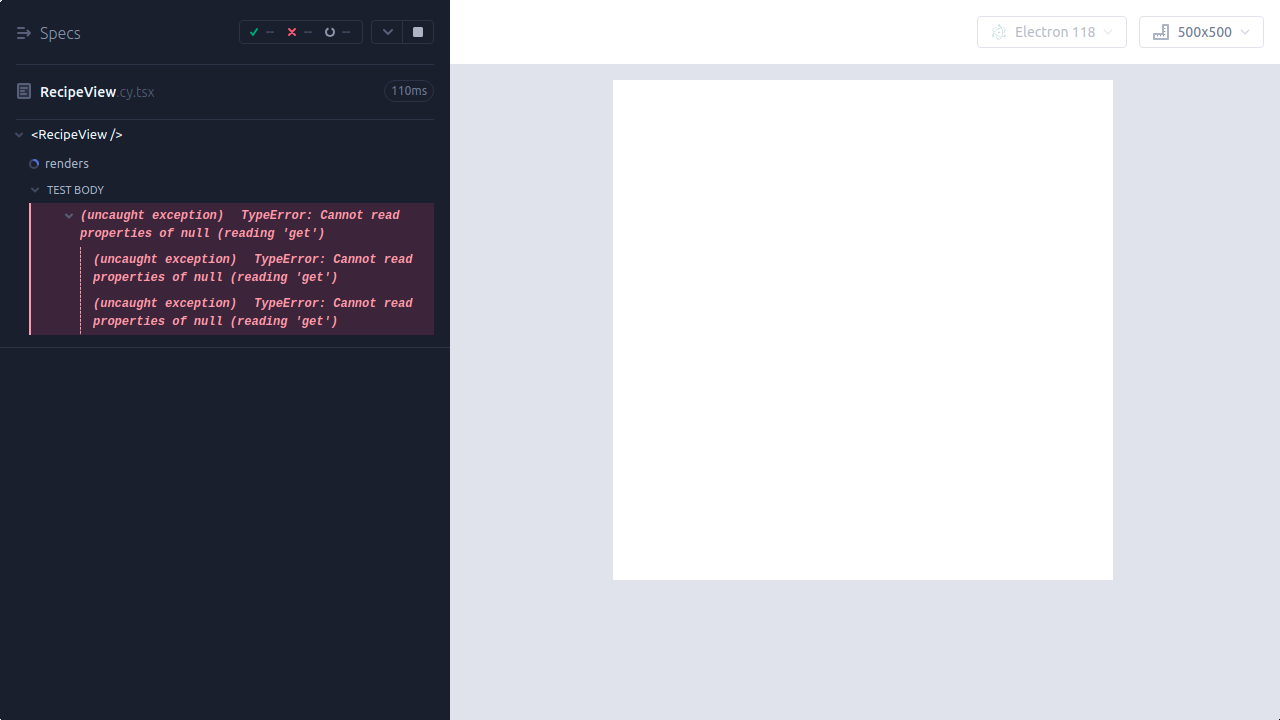 Specs
--
--
--
Electron 118
500x500
RecipeView.cy.tsx
110ms
<RecipeView />
renders
TEST BODY
(uncaught exception) TypeError: Cannot read
properties of null (reading 'get')
(uncaught exception) TypeError: Cannot read
properties of null (reading 'get')
(uncaught exception) TypeError: Cannot read
properties of null (reading 'get')